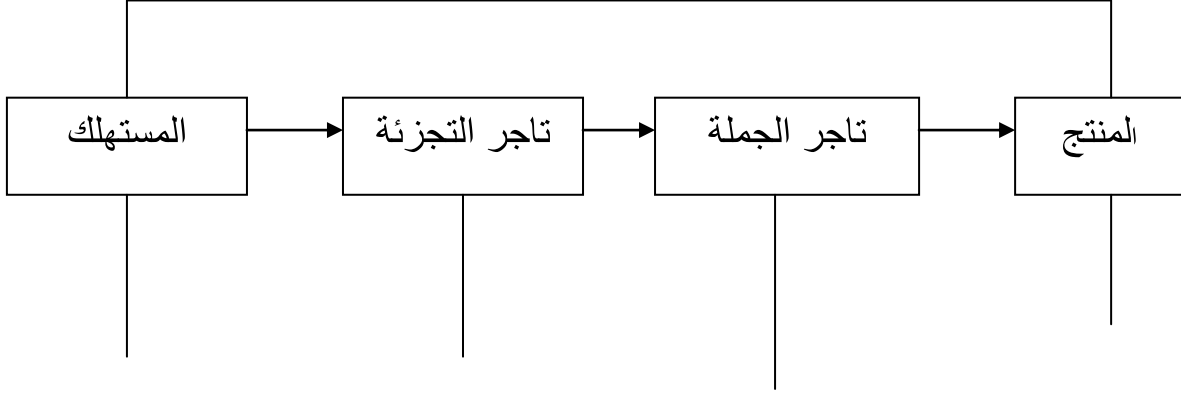 المنتج
تاجر الجملة
تاجر التجزئة
المستهلك